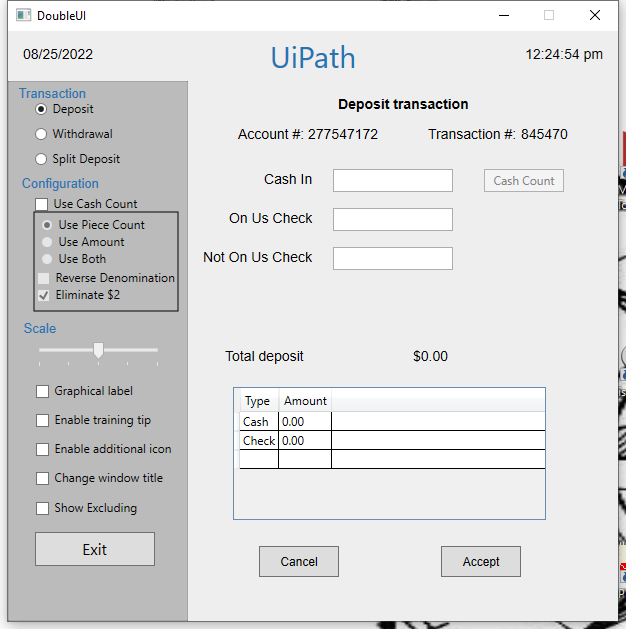 DoubleUI
08/25/2022
UiPath
12:24:54 pm
Transaction
Deposit
Withdrawal
Split Deposit
Configuration
Use Cash Count
Use Piece Count
Use Amount
Use Both
Reverse Denomination
Eliminate $2
Scale
Graphical label
Enable training tip
Enable additional icon
Change window title
Show Excluding
Exit
Deposit transaction
Account #: 277547172 Transaction #: 845470
Cash In Cash Count
On Us Check
Not On Us Check
Total deposit $0.00
Type Amount
Cash 0.00
Check 0.00
Cancel Accept